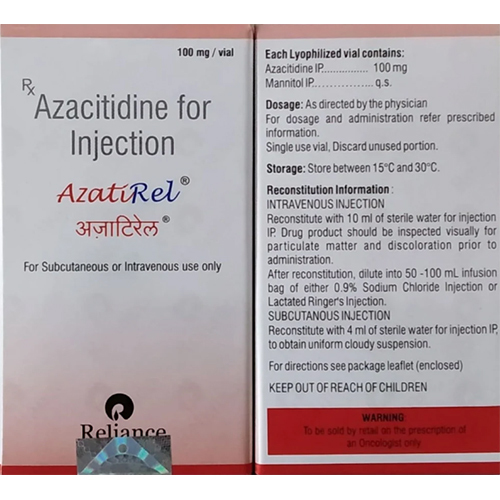 100 mg / vial
Rx
Azacitidine for
Injection
AzatiRel®
अज़ाटिरेल®
For Subcutaneous or Intravenous use only
Reliance
Each Lyophilized vial contains:
Azacitidine IP................ 100 mg
Mannitol IP.................... q.s.
Dosage: As directed by the physician
For dosage and administration refer prescribed
information.
Single use vial, Discard unused portion.
Storage: Store between 15°C and 30°C.
Reconstitution Information :
INTRAVENOUS INJECTION
Reconstitute with 10 ml of sterile water for injection
IP. Drug product should be inspected visually for
particulate matter and discoloration prior to
administration.
After reconstitution, dilute into 50 -100 mL infusion
bag of either 0.9% Sodium Chloride Injection or
Lactated Ringer's Injection.
SUBCUTANOUS INJECTION
Reconstitute with 4 ml of sterile water for injection IP,
to obtain uniform cloudy suspension.
For directions see package leaflet (enclosed)
KEEP OUT OF REACH OF CHILDREN
WARNING
To be sold by retail on the prescription of
an Oncologist only